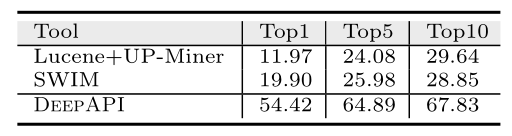 Tool Top1 Top5 Top10
Lucene+UP-Miner 11.97 24.08 29.64
SWIM 19.90 25.98 28.85
DEEPAPI 54.42 64.89 67.83